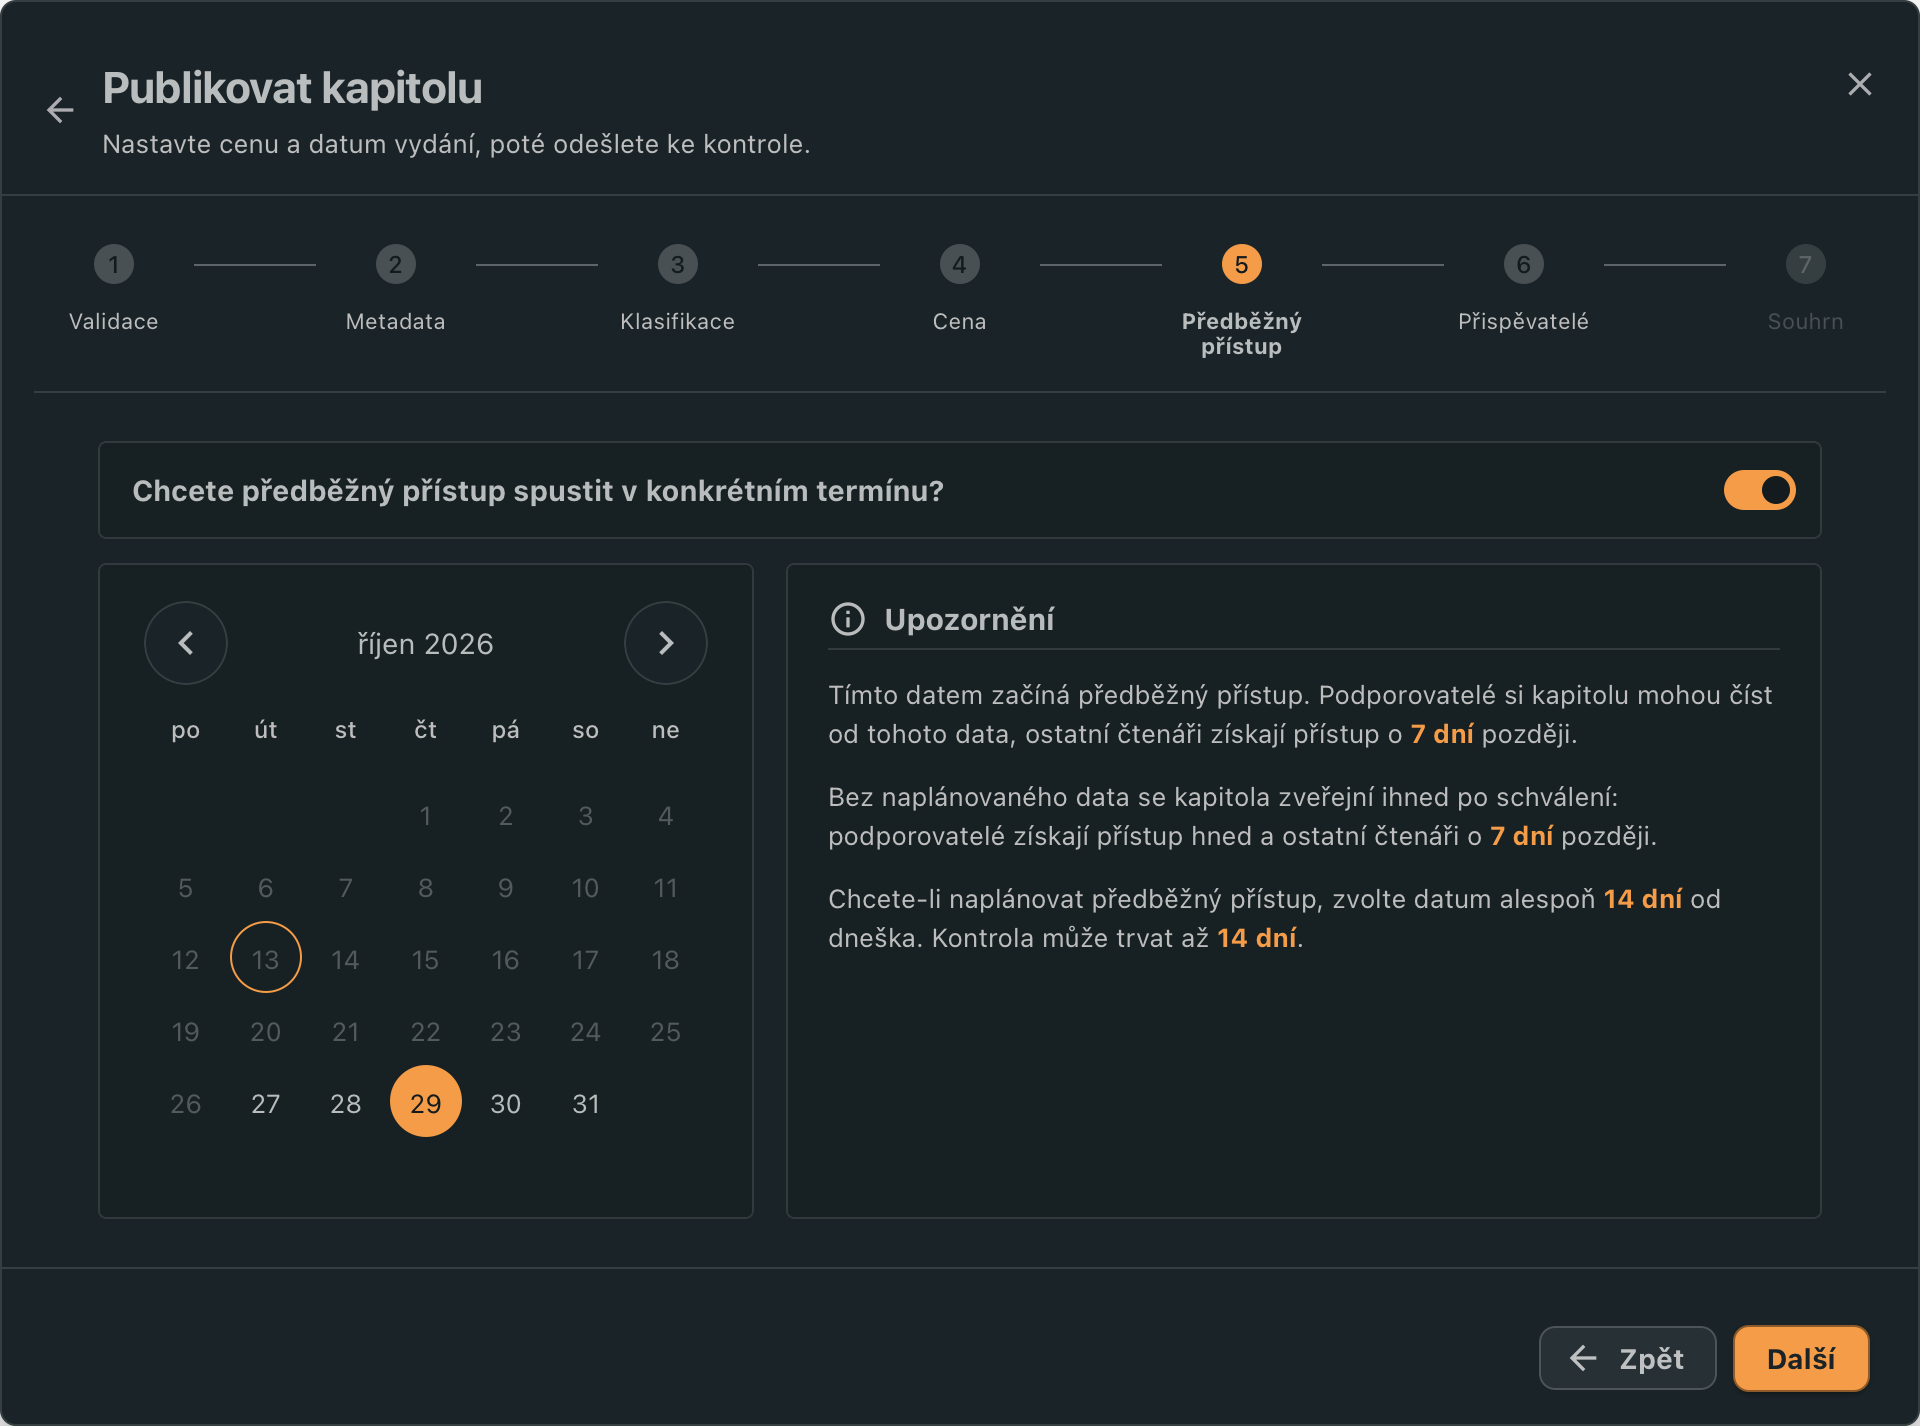 Publikovat kapitolu
Nastavte cenu a datum vydání, poté odešlete ke kontrole.
1
2
3
4
5
6
7
Validace
Metadata
Klasifikace
Cena
Předběžný
přístup
Přispěvatelé
Souhrn
Chcete předběžný přístup spustit v konkrétním termínu?
říjen 2026
po út st čt pá so ne
1 2 3 4
5 6 7 8 9 10 11
12 13 14 15 16 17 18
19 20 21 22 23 24 25
26 27 28 29 30 31
Upozornění
Tímto datem začíná předběžný přístup. Podporovatelé si kapitolu mohou číst
od tohoto data, ostatní čtenáři získají přístup o 7 dní později.
Bez naplánovaného data se kapitola zveřejní ihned po schválení:
podporovatelé získají přístup hned a ostatní čtenáři o 7 dní později.
Chcete-li naplánovat předběžný přístup, zvolte datum alespoň 14 dní od
dneška. Kontrola může trvat až 14 dní.
Zpět
Další